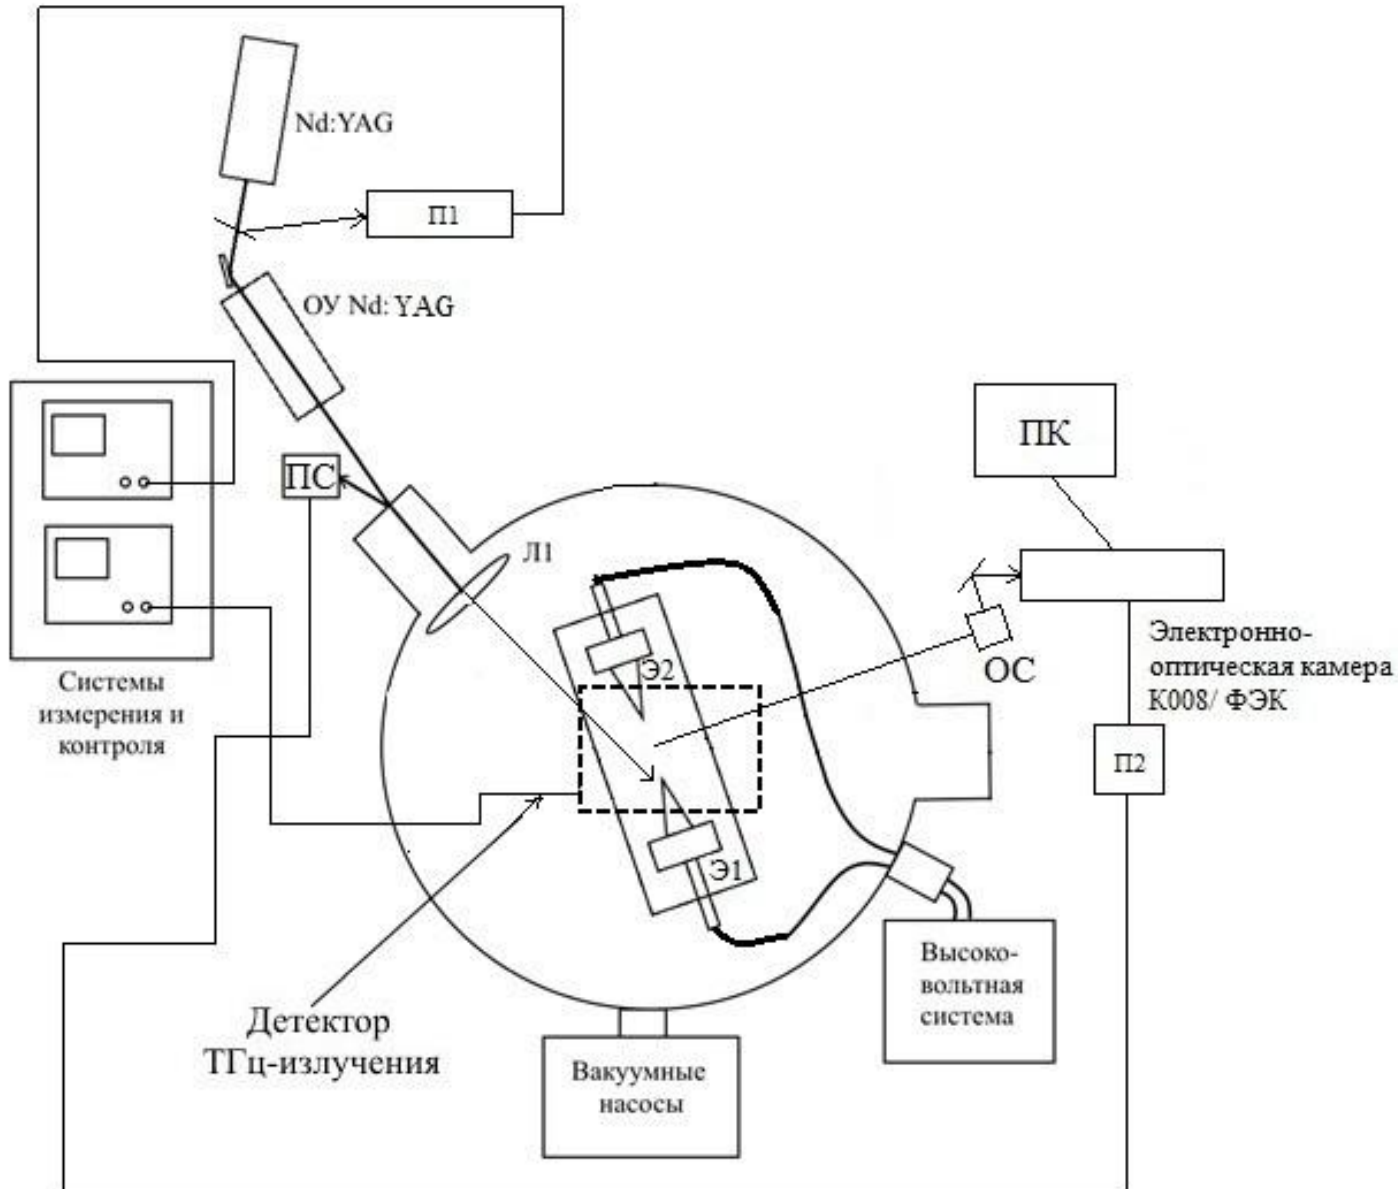 Nd:YAG
П1
ОУ Nd: YAG
ПК
ПС
Л1
Э2
ОС
Электронно-
оптическая камера
К008/ ФЭК
Системы
измерения и
контроля
П2
Э1
Высоко-
вольтная
система
Детектор
ТГц-излучения
Вакуумные
насосы